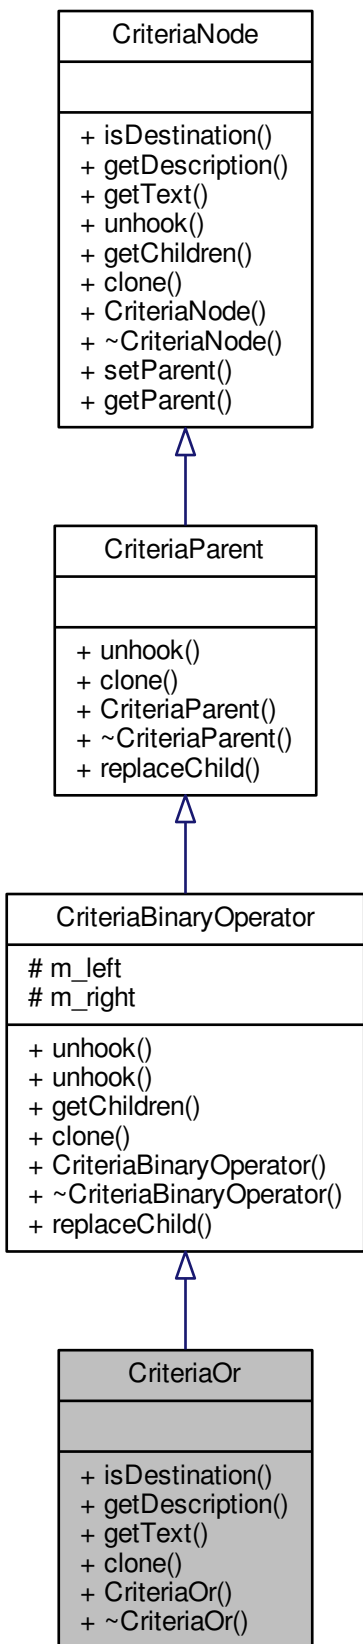 CriteriaNode
+ isDestination()
+ getDescription()
+ getText()
+ unhook()
+ getChildren()
+ clone()
+ CriteriaNode()
+ ~CriteriaNode()
+ setParent()
+ getParent()
CriteriaParent
+ unhook()
+ clone()
+ CriteriaParent()
+ ~CriteriaParent()
+ replaceChild()
CriteriaBinaryOperator
# m_left
# m_right
+ unhook()
+ unhook()
+ getChildren()
+ clone()
+ CriteriaBinaryOperator()
+ ~CriteriaBinaryOperator()
+ replaceChild()
CriteriaOr
+ isDestination()
+ getDescription()
+ getText()
+ clone()
+ CriteriaOr()
+ ~CriteriaOr()